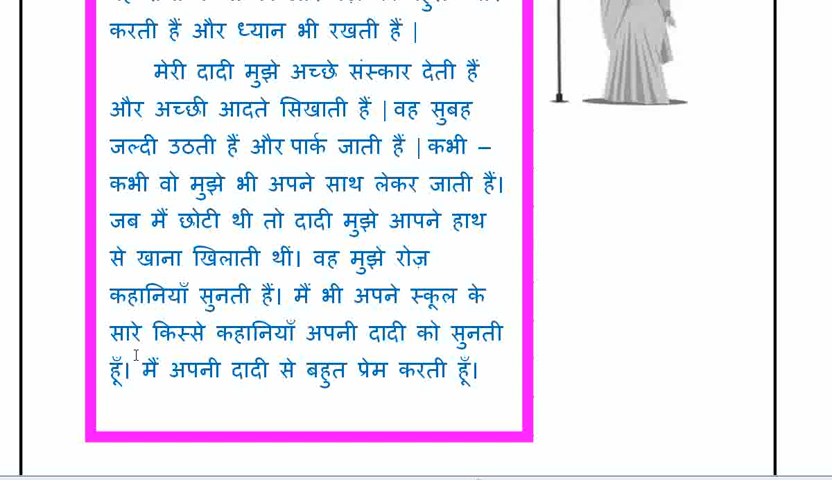 करती हैं और ध्यान भी रखती हैं |
मेरी दादी मुझे अच्छे संस्कार देती हैं
और अच्छी आदते सिखाती हैं | वह सुबह
जल्दी उठती हैं और पार्क जाती हैं | कभी –
कभी वो मुझे भी अपने साथ लेकर जाती हैं।
जब मैं छोटी थी तो दादी मुझे आपने हाथ
से खाना खिलाती थीं। वह मुझे रोज़
कहानियाँ सुनती हैं। मैं भी अपने स्कूल के
सारे किस्से कहानियाँ अपनी दादी को सुनती
हूँ। मैं अपनी दादी से बहुत प्रेम करती हूँ।